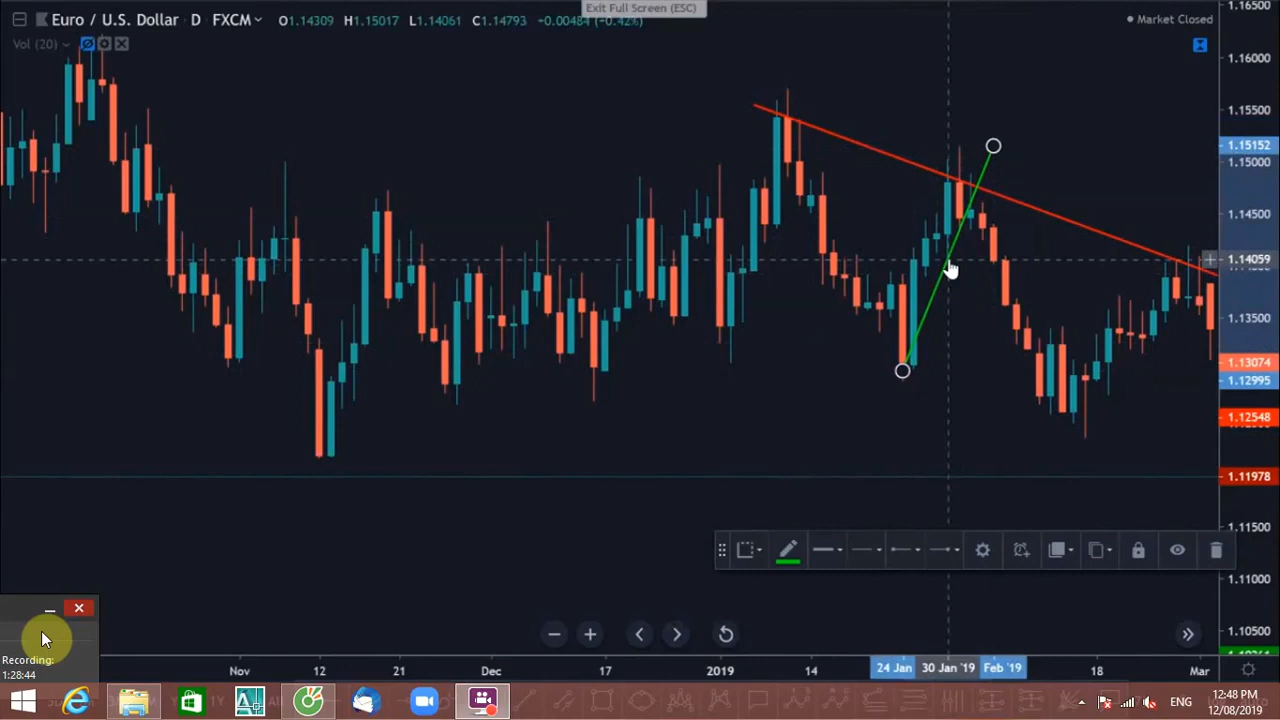 Exit Full Screen (ESC)
Euro / U.S. Dollar D FXCM O1.14309 H1.15017 L1.14061 C1.14793 +0.00484 (+0.42%)
Market Closed
Vol (20)
1.16500
1.16000
1.15500
1.15152
1.15000
1.14500
1.14059
1.13500
1.13074
1.12995
1.12548
1.11978
1.11500
1.11000
1.10500
Recording:
1:28:44
Nov 12 21 Dec 17 2019 14 24 Jan 30 Jan '19 Feb '19 18 Mar
ENG
12:48 PM
12/08/2019